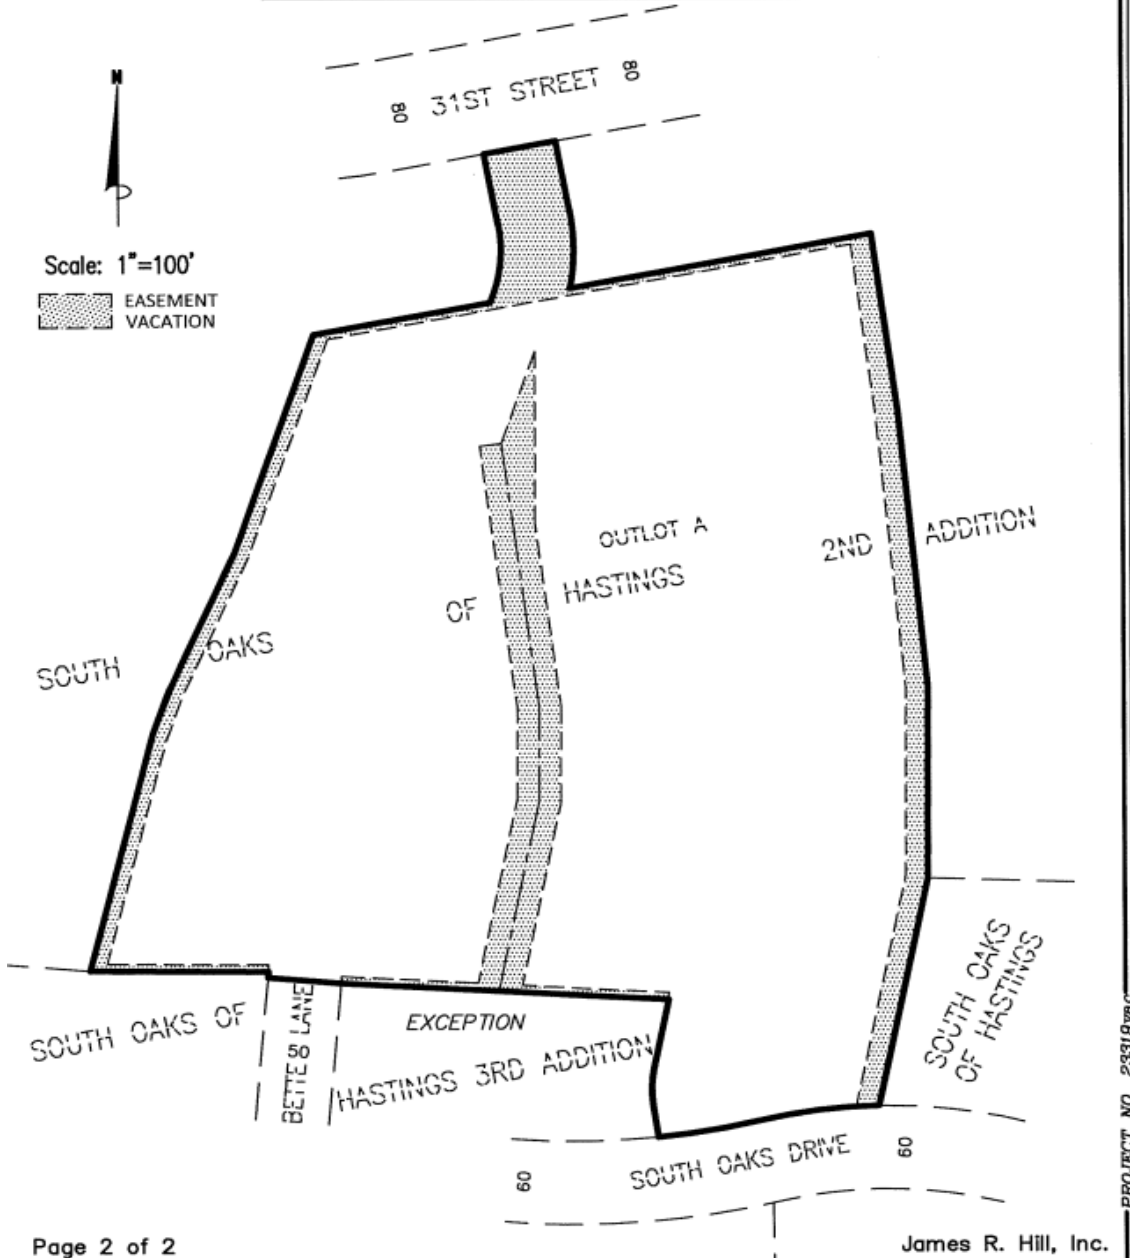 80 31ST STREET 80
N
Scale: 1"=100'
EASEMENT
VACATION
OUTLOT A
SOUTH OAKS OF HASTINGS 2ND ADDITION
SOUTH OAKS
OF HASTINGS
SOUTH OAKS OF
BETTE LANE
50
EXCEPTION
HASTINGS 3RD ADDITION
60 SOUTH OAKS DRIVE 60
PROJECT NO.
Page 2 of 2
James R. Hill, Inc.